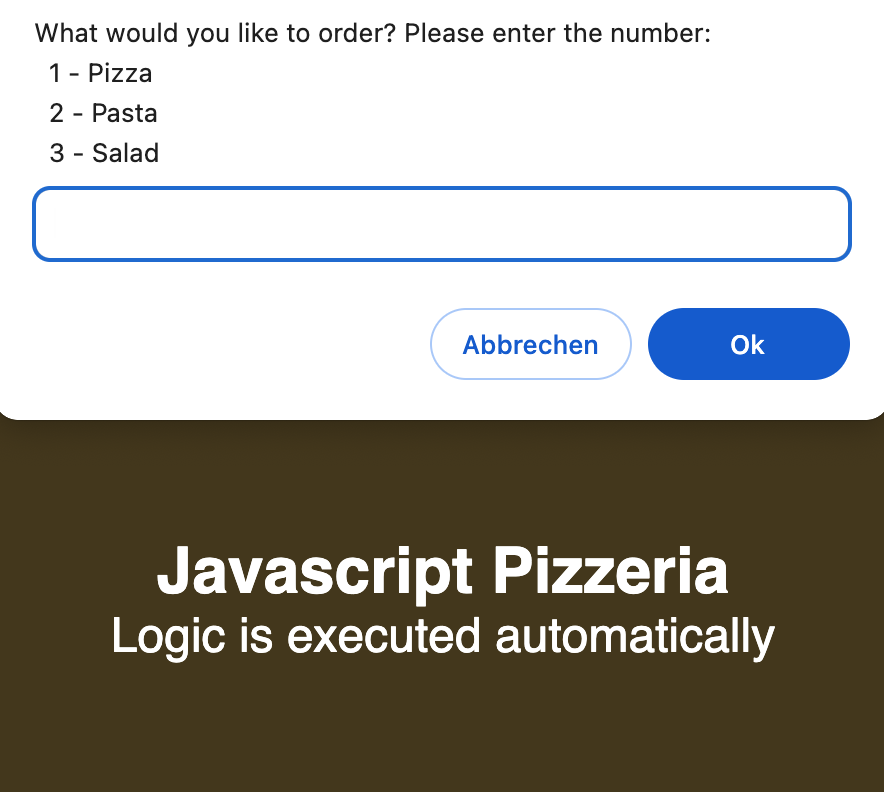 What would you like to order? Please enter the number:
1 - Pizza
2 - Pasta
3 - Salad
Abbrechen
Ok
Javascript Pizzeria
Logic is executed automatically